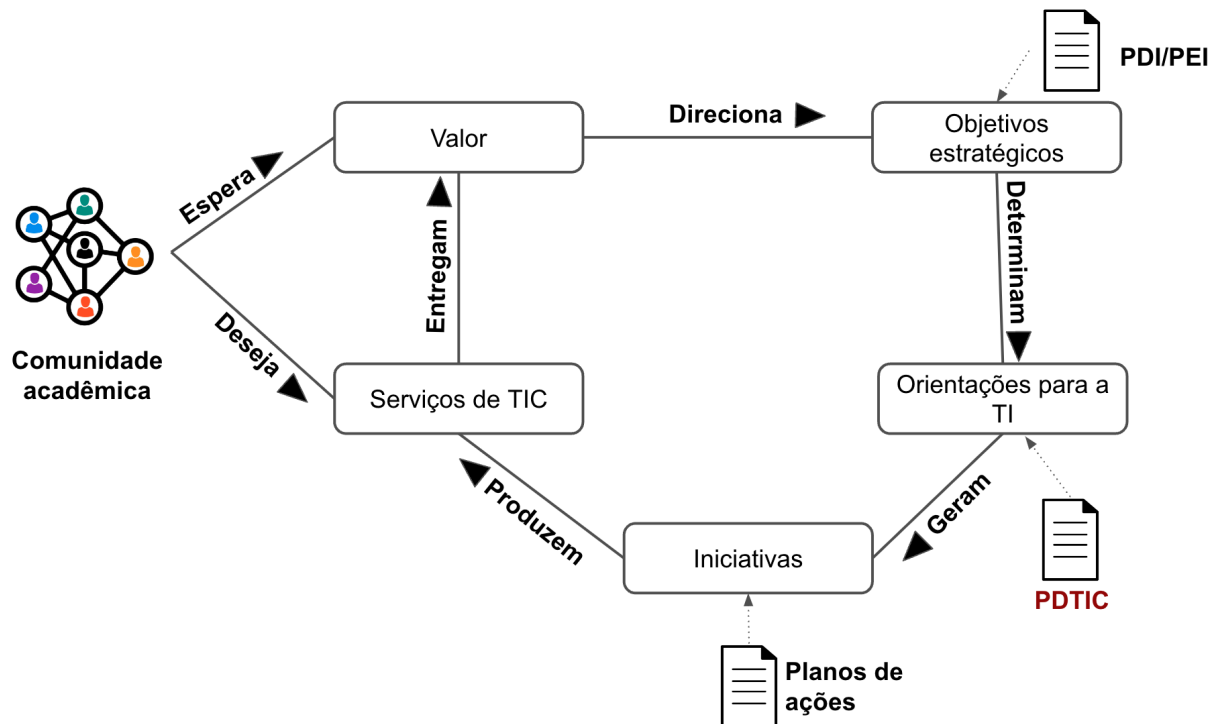 PDI/PEI
Direciona
Valor
Objetivos
estratégicos
Espera
Entregam
Determinam
Comunidade
acadêmica
Deseja
Serviços de TIC
Orientações para a
TI
Produzem
Geram
Iniciativas
PDTIC
Planos de
ações